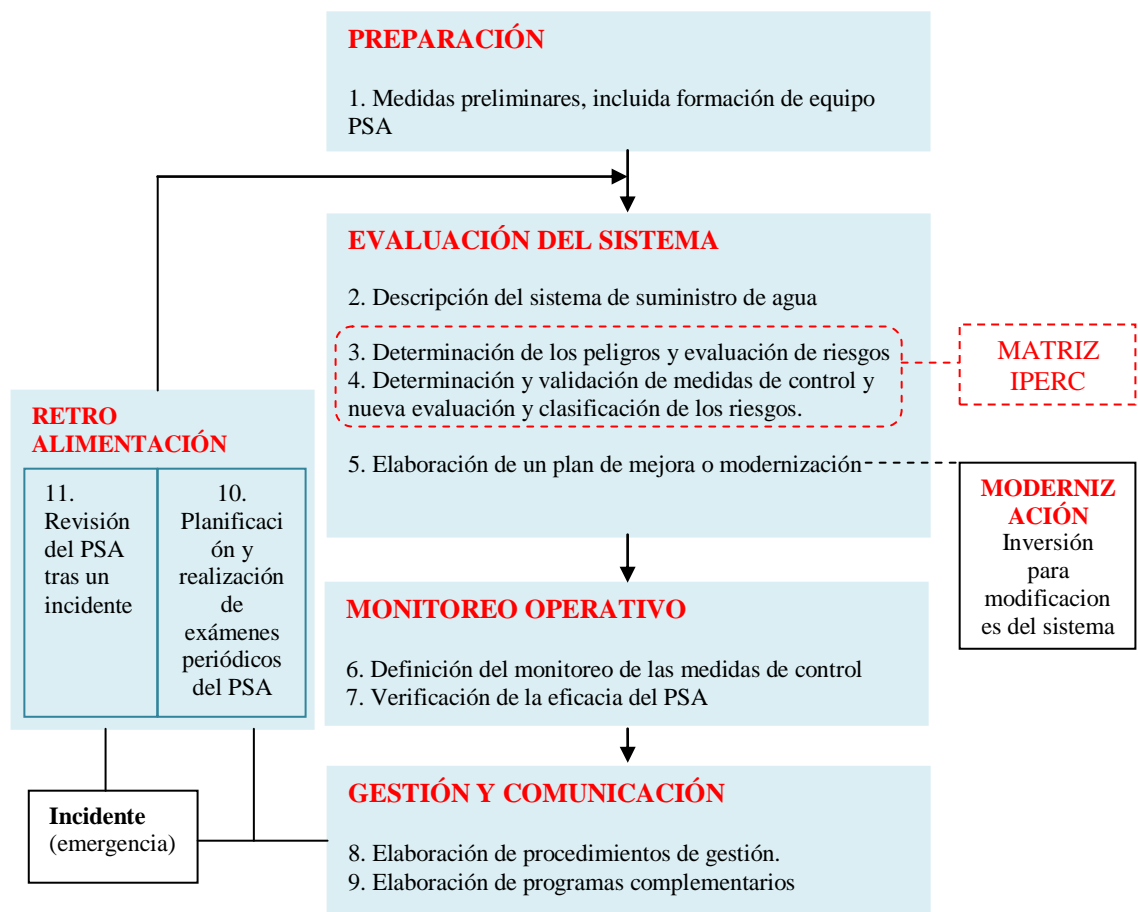 PREPARACIÓN
1. Medidas preliminares, incluida formación de equipo
PSA
EVALUACIÓN DEL SISTEMA
2. Descripción del sistema de suministro de agua
3. Determinación de los peligros y evaluación de riesgos
4. Determinación y validación de medidas de control y
nueva evaluación y clasificación de los riesgos.
5. Elaboración de un plan de mejora o modernización
MATRIZ
IPERC
MODERNIZ
ACIÓN
Inversión
para
modificacion
es del sistema
MONITOREO OPERATIVO
6. Definición del monitoreo de las medidas de control
7. Verificación de la eficacia del PSA
GESTIÓN Y COMUNICACIÓN
8. Elaboración de procedimientos de gestión.
9. Elaboración de programas complementarios
RETRO
ALIMENTACIÓN
11.
Revisión
del PSA
tras un
incidente
10.
Planificaci
ón y
realización
de
exámenes
periódicos
del PSA
Incidente
(emergencia)